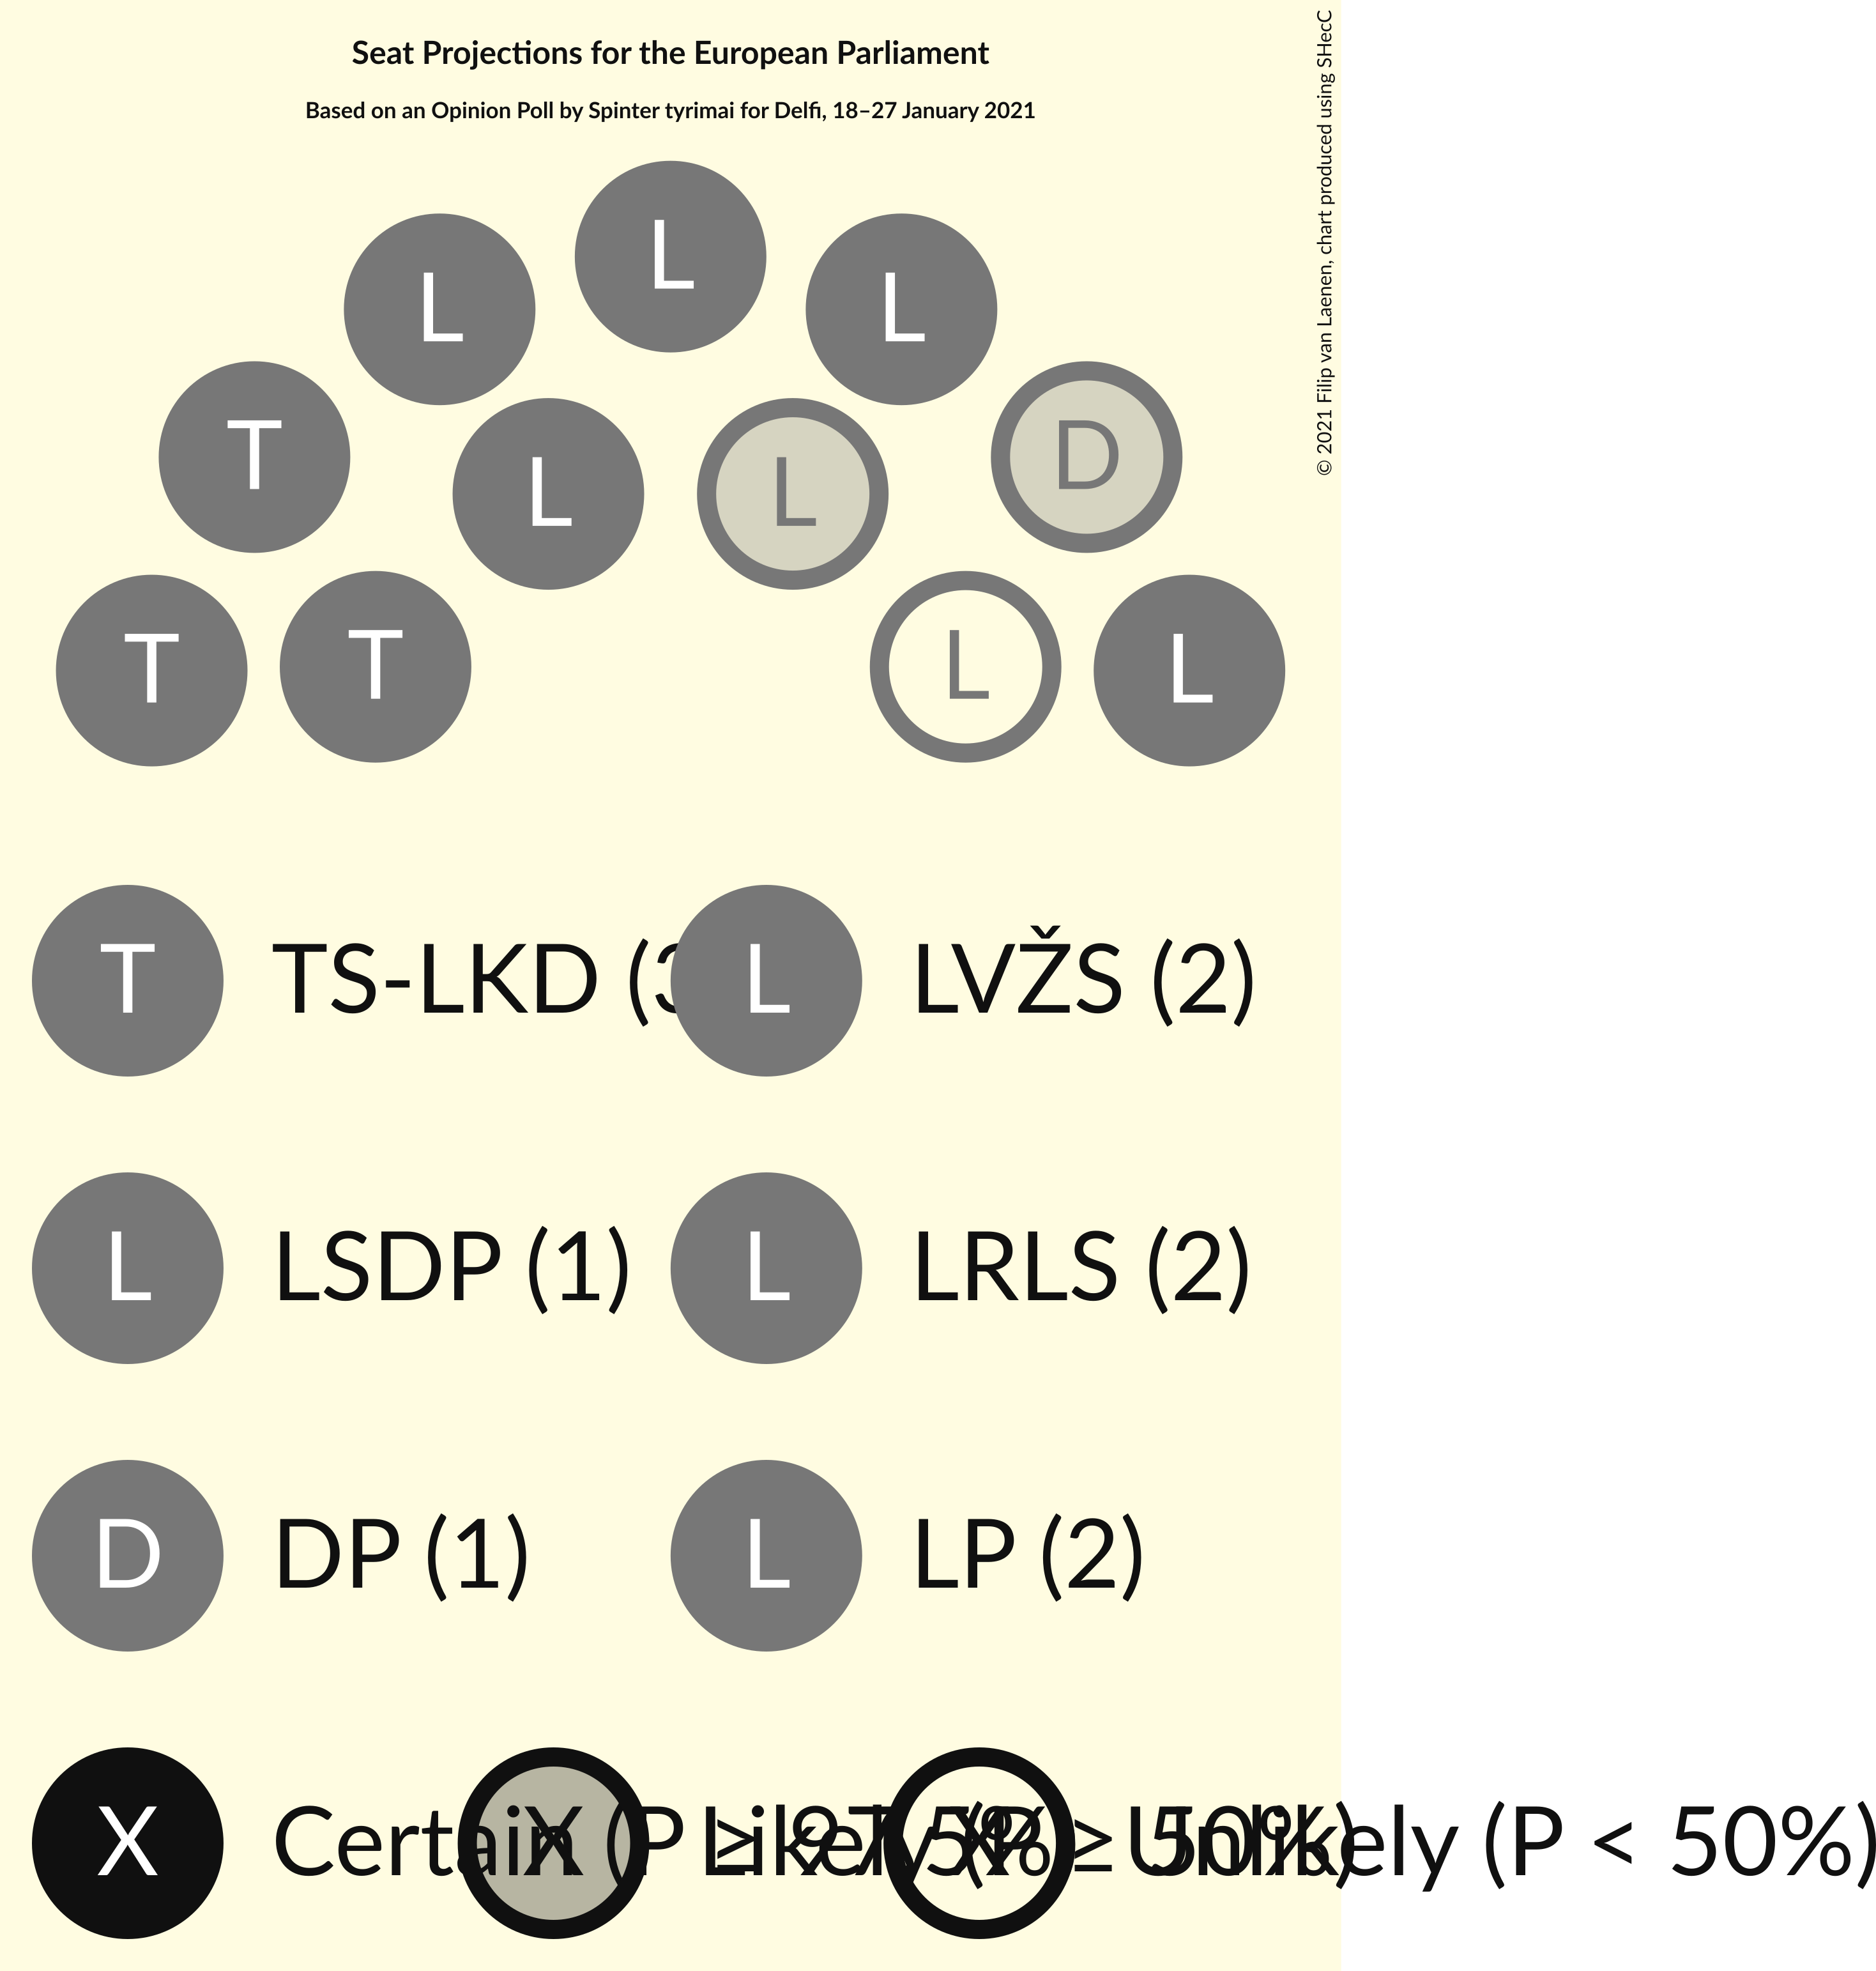 Seat Projections for the European Parliament
Based on an Opinion Poll by Spinter tyrimai for Delfi, 18–27 January 2021
© 2021 Filip van Laenen, chart produced using SHecC
L
L L
T D
L L
T T L L
T TS-LKD (3 L LVŽS (2)
L LSDP (1) L LRLS (2)
D DP (1) L LP (2)
X Certain (P ≥ X Likely (P ≥ 50%) X Unlikely (P < 50%)